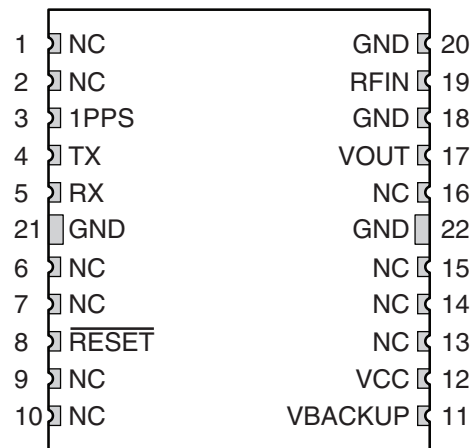 1 NC GND 20
2 NC RFIN 19
3 1PPS GND 18
4 TX VOUT 17
5 RX NC 16
21 GND GND 22
6 NC NC 15
7 NC NC 14
8 RESET NC 13
9 NC VCC 12
10 NC VBACKUP 11